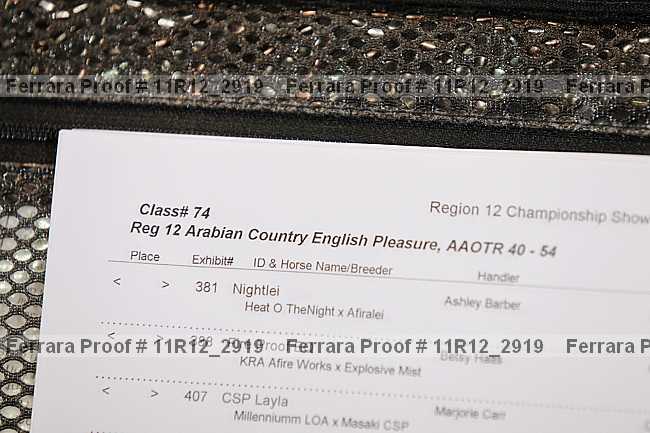 Ferrara Proof # 11R12_2919 Ferrara Proof # 11R12_2919 Ferrara Proof #
Class# 74
Region 12 Championship Show
Reg 12 Arabian Country English Pleasure, AAOTR 40 - 54
Place Exhibit# ID & Horse Name/Breeder Handler
< > 381 Nightlei Ashley Barber
Heat O TheNight x Afiralei
Ferrara Proof # 11R12_2919 Ferrara Proof # 11R12_2919 Ferrara Proof
< > Betsy
KRA Afire Works x Explosive Mist
< > 407 CSP Layla Marjorie Carr
Millenniumm LOA x Masaki CSP